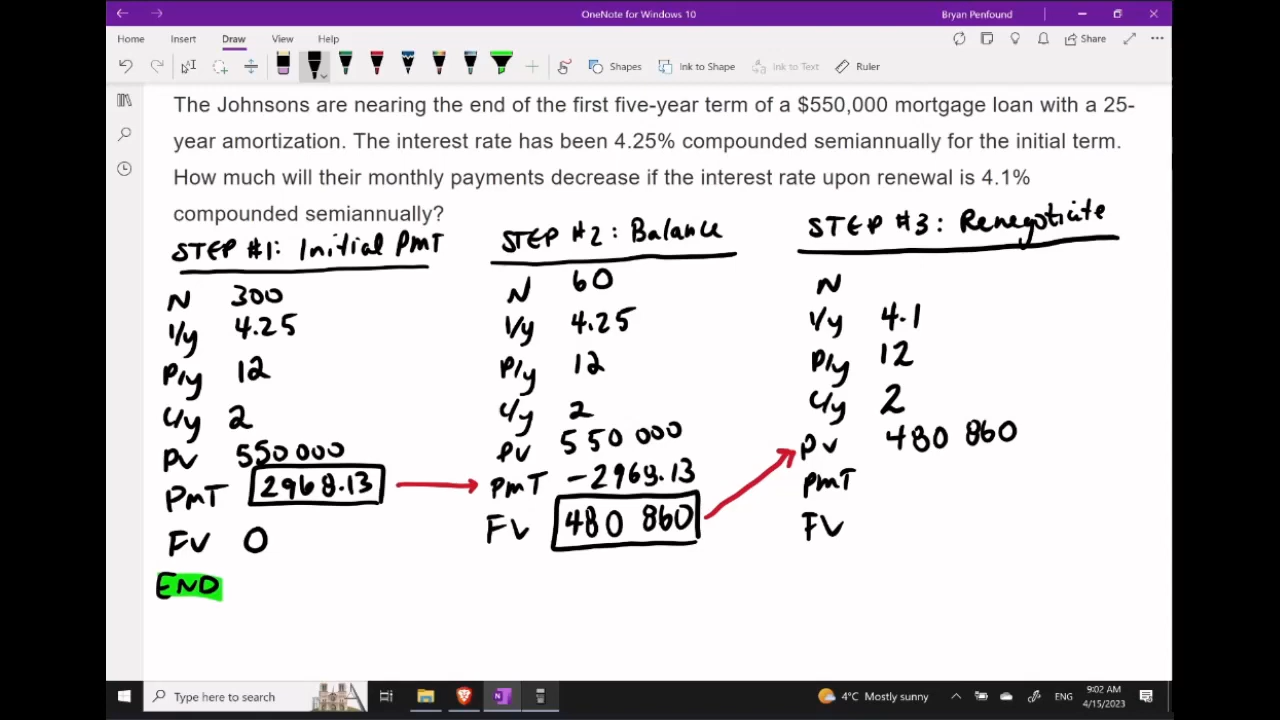 OneNote for Windows 10
Bryan Penfound
Home
Insert
Draw
View
Help
Share
Shapes
Ink to Shape
Ink to Text
Ruler
The Johnsons are nearing the end of the first five-year term of a $550,000 mortgage loan with a 25-
year amortization. The interest rate has been 4.25% compounded semiannually for the initial term.
How much will their monthly payments decrease if the interest rate upon renewal is 4.1%
compounded semiannually?
STEP #1: Initial PMT
N 300
I/y 4.25
P/y 12
C/y 2
PV 550 000
PMT 2968.13
FV 0
END
STEP #2: Balance
N 60
I/y 4.25
P/y 12
C/y 2
PV 550 000
PMT -2968.13
FV 480 860
STEP #3: Renegotiate
N
I/y 4.1
P/y 12
C/y 2
PV 480 860
PMT
FV
Type here to search
4°C Mostly sunny
ENG
9:02 AM
4/15/2023